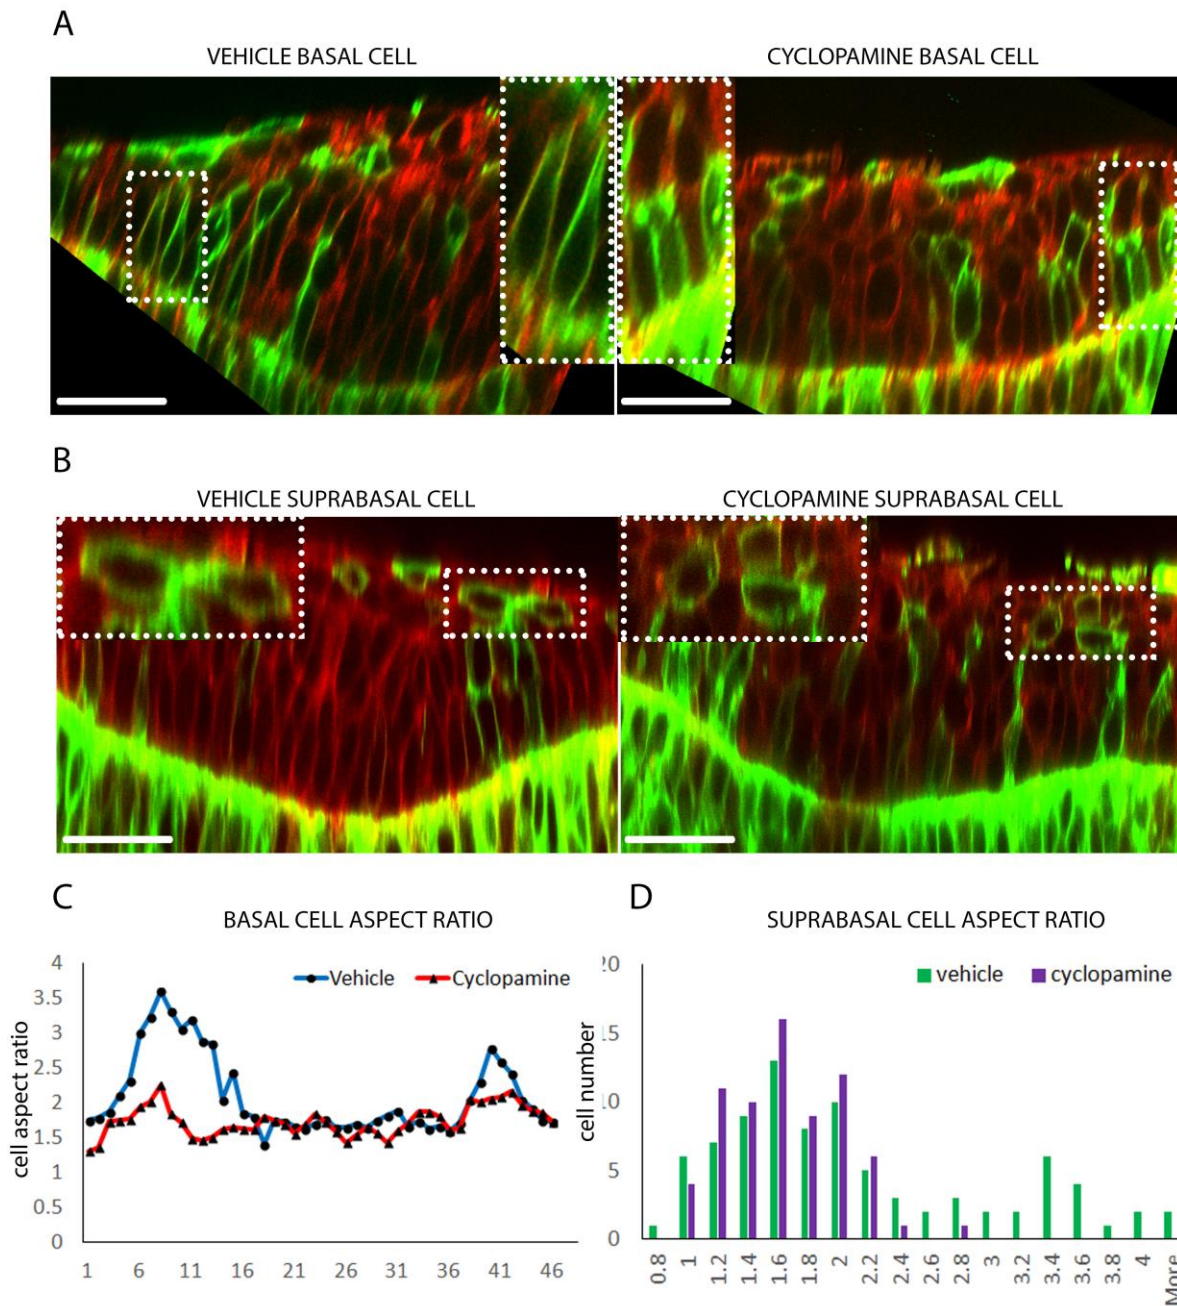 A
VEHICLE BASAL CELL
CYCLOPAMINE BASAL CELL
B
VEHICLE SUPRABASAL CELL
CYCLOPAMINE SUPRABASAL CELL
C
BASAL CELL ASPECT RATIO
Vehicle
Cyclopamine
cell aspect ratio
4
3.5
3
2.5
2
1.5
1
0.5
0
1 6 11 16 21 26 31 36 41 46
D
SUPRABASAL CELL ASPECT RATIO
vehicle
cyclopamine
cell number
20
15
10
5
0
0.8 1 1.2 1.4 1.6 1.8 2 2.2 2.4 2.6 2.8 3 3.2 3.4 3.6 3.8 4 More